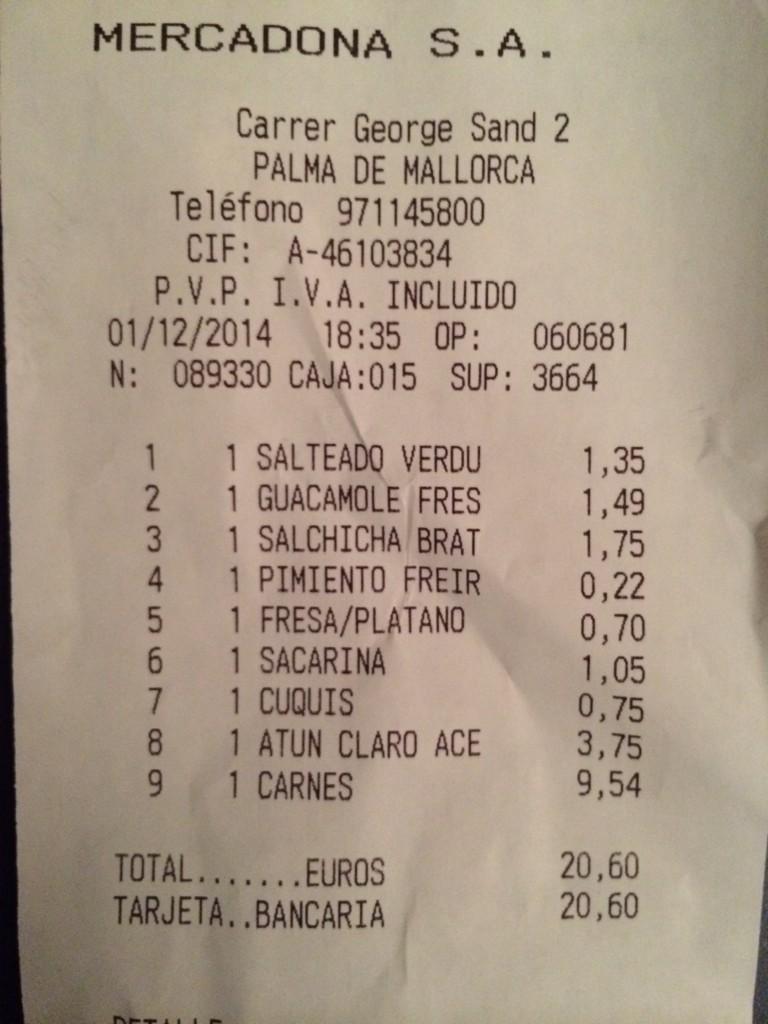 MERCADONA S.A.
Carrer George Sand 2
PALMA DE MALLORCA
Teléfono 971145800
CIF: A-46103834
P.V.P. I.V.A. INCLUIDO
01/12/2014 18:35 OP: 060681
N: 089330 CAJA:015 SUP: 3664
1 1 SALTEADO VERDU 1,35
2 1 GUACAMOLE FRES 1,49
3 1 SALCHICHA BRAT 1,75
4 1 PIMIENTO FREIR 0,22
5 1 FRESA/PLATANO 0,70
6 1 SACARINA 1,05
7 1 CUQUIS 0,75
8 1 ATUN CLARO ACE 3,75
9 1 CARNES 9,54
TOTAL.......EUROS 20,60
TARJETA..BANCARIA 20,60